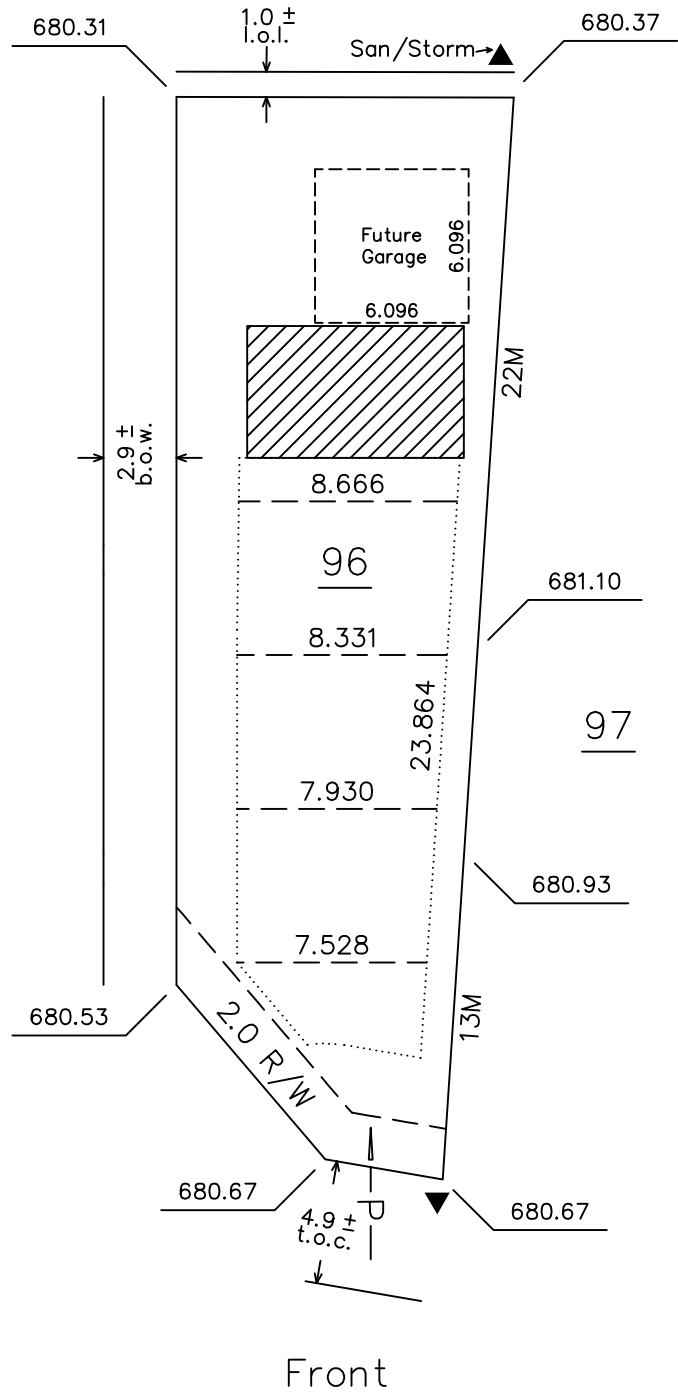 680.31
1.0 ±
l.o.l.
San/Storm
680.37
Future
Garage
6.096
6.096
22M
2.9 ±
b.o.w.
8.666
96
681.10
8.331
23.864
97
7.930
680.93
7.528
680.53
2.0 R/W
13M
680.67
4.9 ±
t.o.c.
P
680.67
Front